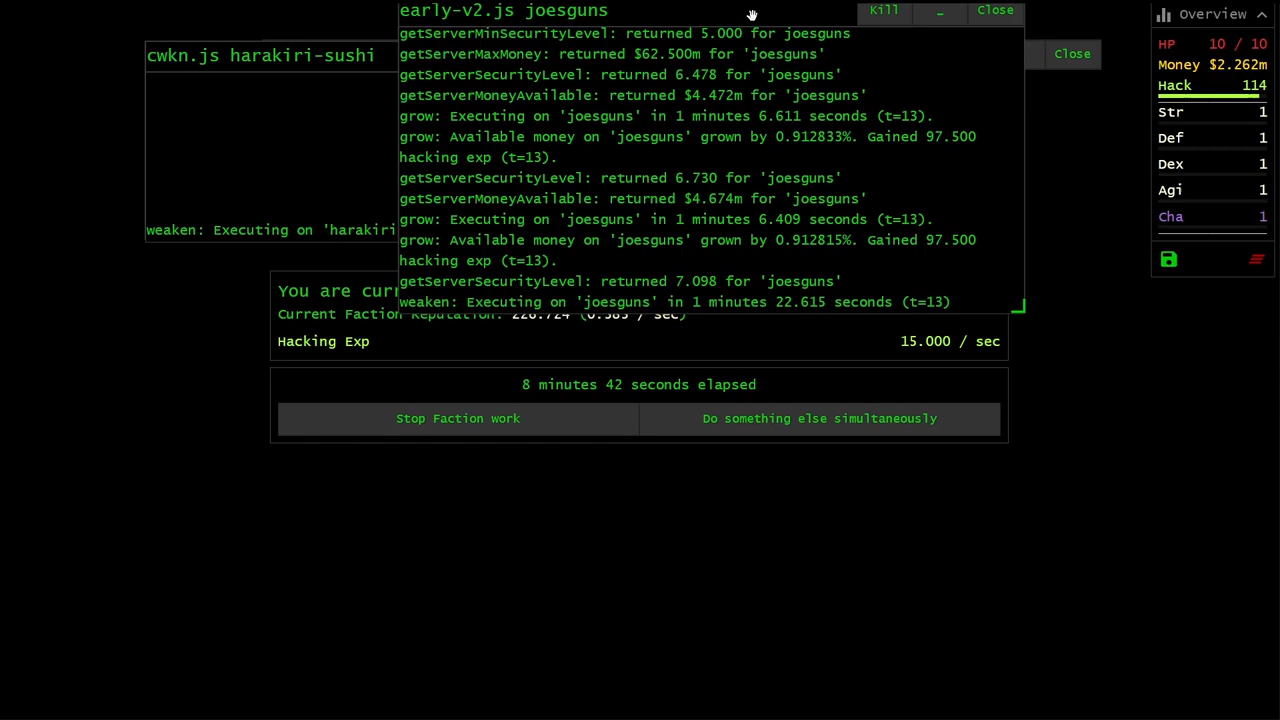 early-v2.js joesguns
Kill
_
Close
getServerMinSecurityLevel: returned 5.000 for joesguns
getServerMaxMoney: returned $62.500m for 'joesguns'
getServerSecurityLevel: returned 6.478 for 'joesguns'
getServerMoneyAvailable: returned $4.472m for 'joesguns'
grow: Executing on 'joesguns' in 1 minutes 6.611 seconds (t=13).
grow: Available money on 'joesguns' grown by 0.912833%. Gained 97.500
hacking exp (t=13).
getServerSecurityLevel: returned 6.730 for 'joesguns'
getServerMoneyAvailable: returned $4.674m for 'joesguns'
grow: Executing on 'joesguns' in 1 minutes 6.409 seconds (t=13).
grow: Available money on 'joesguns' grown by 0.912815%. Gained 97.500
hacking exp (t=13).
getServerSecurityLevel: returned 7.098 for 'joesguns'
weaken: Executing on 'joesguns' in 1 minutes 22.615 seconds (t=13)
cwkn.js harakiri-sushi
weaken: Executing on 'harakiri
Close
You are curr
Current Faction Reputation: (0.585 / sec)
Hacking Exp 15.000 / sec
8 minutes 42 seconds elapsed
Stop Faction work
Do something else simultaneously
Overview
HP 10 / 10
Money $2.262m
Hack 114
Str 1
Def 1
Dex 1
Agi 1
Cha 1